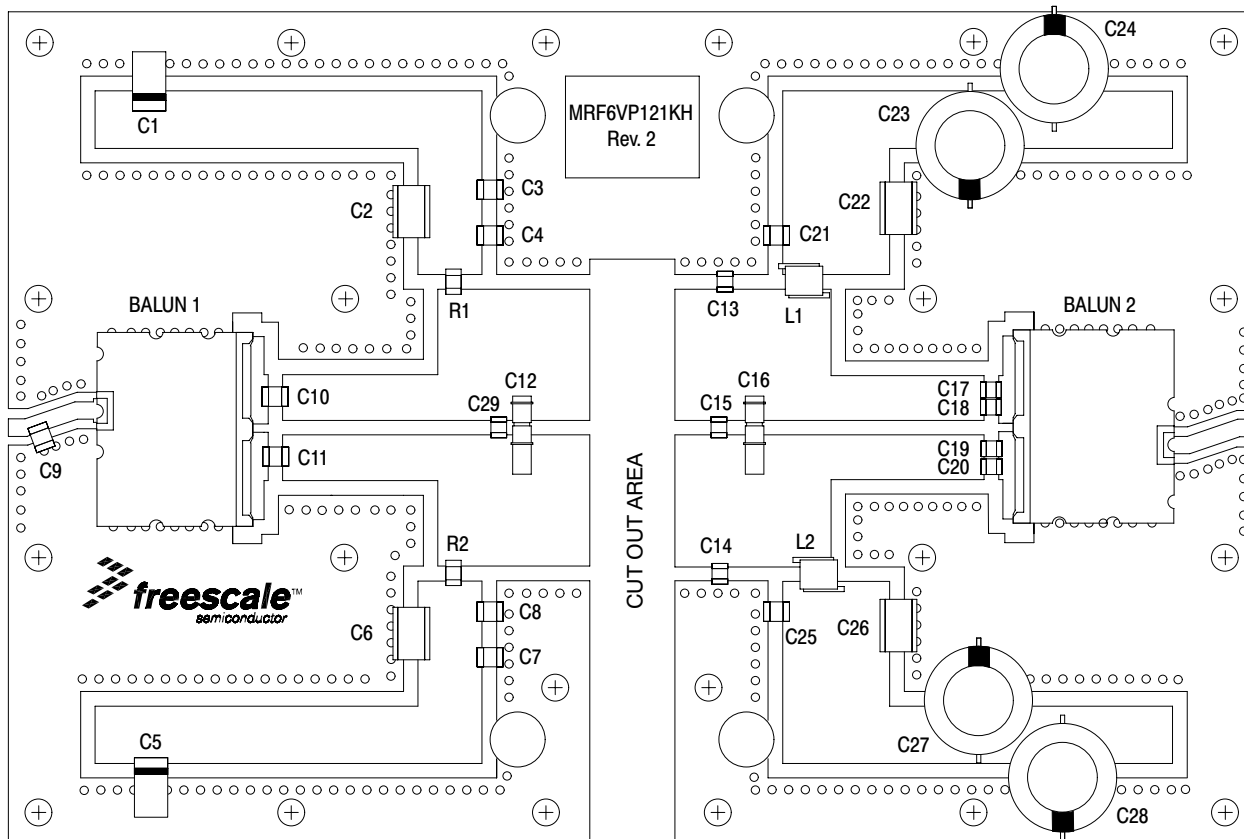 C24
C1
MRF6VP121KH
Rev. 2
C23
C3
C2
C22
C4
C21
R1
C13
L1
BALUN 1
BALUN 2
C10
C12
C29
C16
C15
C17
C18
C9
C11
C19
C20
CUT OUT AREA
R2
C14
L2
freescale™
semiconductor
C6
C8
C25
C26
C7
C5
C27
C28